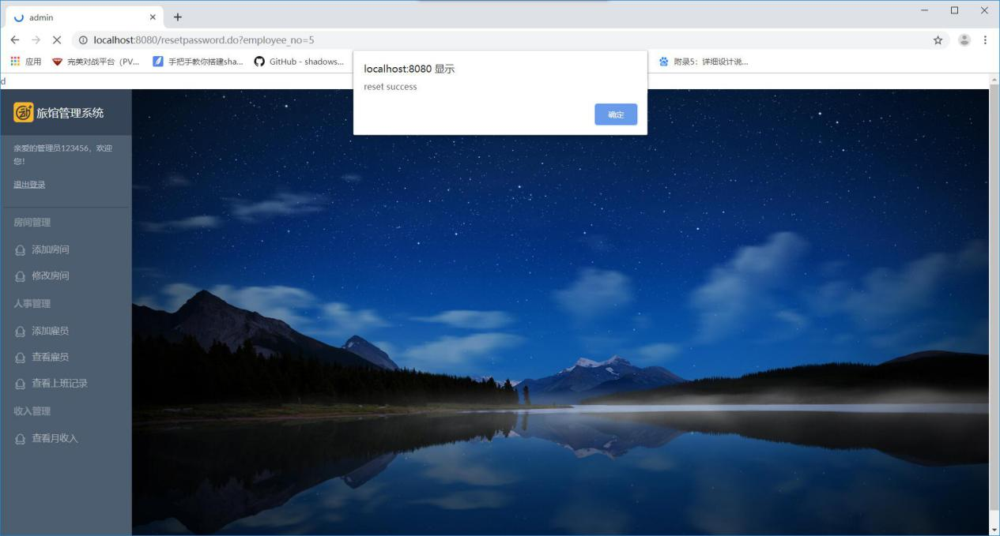 admin
localhost:8080/resetpassword.do?employee_no=5
应用 完美对战平台（PV... 手把手教你搭建sha... GitHub - shadows... 附录5：详细设计说...
localhost:8080 显示
reset success
确定
d
旅馆管理系统
亲爱的管理员123456，欢迎
您！
退出登录
房间管理
添加房间
修改房间
人事管理
添加雇员
查看雇员
查看上班记录
收入管理
查看月收入